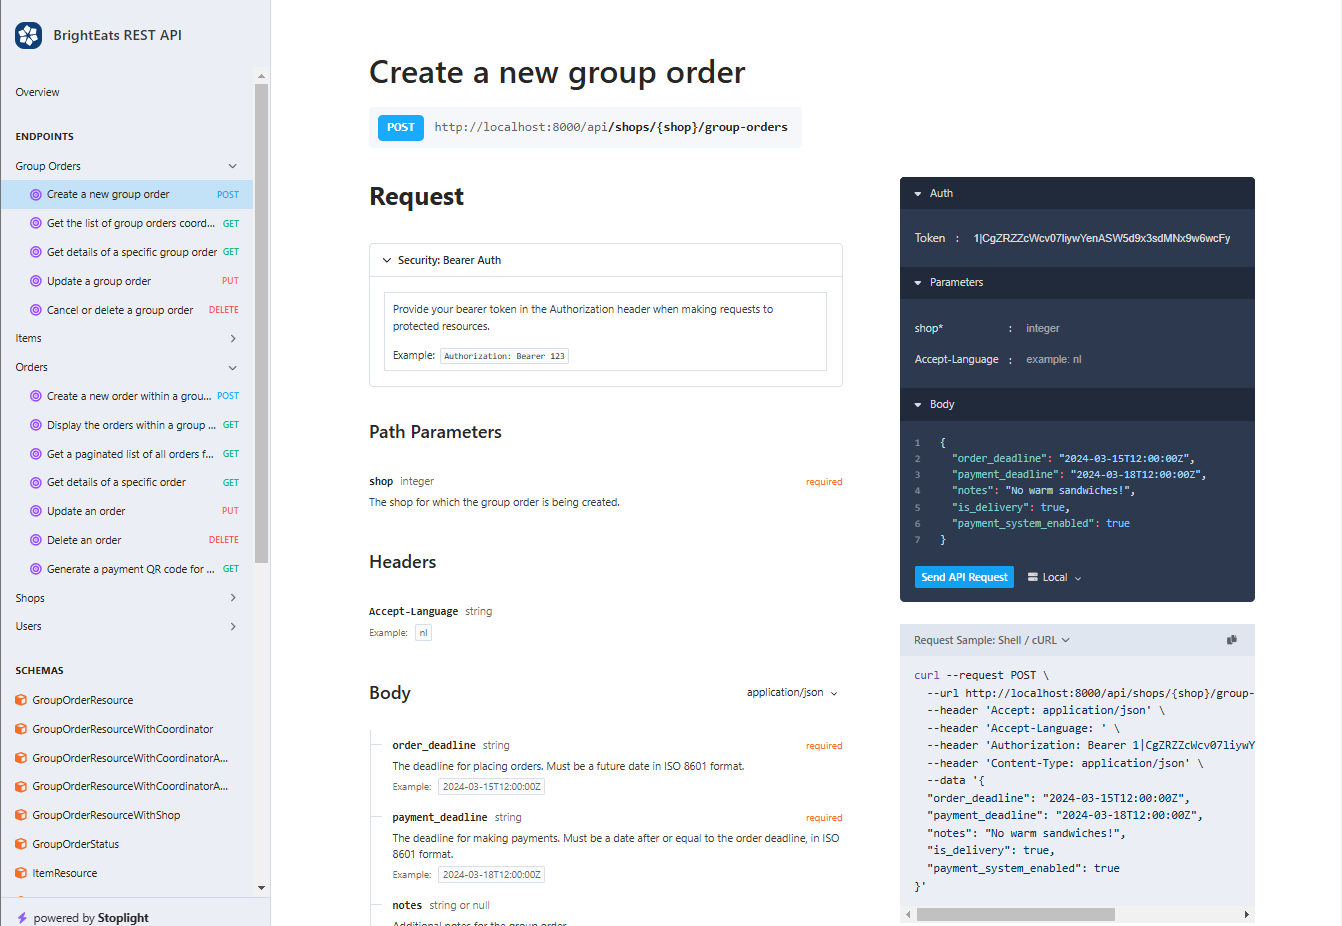 BrightEats REST API
Overview
ENDPOINTS
Group Orders
Create a new group order POST
Get the list of group orders coord... GET
Get details of a specific group order GET
Update a group order PUT
Cancel or delete a group order DELETE
Items
Orders
Create a new order within a grou... POST
Display the orders within a group ... GET
Get a paginated list of all orders f... GET
Get details of a specific order GET
Update an order PUT
Delete an order DELETE
Generate a payment QR code for ... GET
Shops
Users
SCHEMAS
GroupOrderResource
GroupOrderResourceWithCoordinator
GroupOrderResourceWithCoordinatorA...
GroupOrderResourceWithCoordinatorA...
GroupOrderResourceWithShop
GroupOrderStatus
ItemResource
powered by Stoplight
Create a new group order
POST http://localhost:8000/api/shops/{shop}/group-orders
Request
Security: Bearer Auth
Provide your bearer token in the Authorization header when making requests to
protected resources.
Example: Authorization: Bearer 123
Path Parameters
shop integer required
The shop for which the group order is being created.
Headers
Accept-Language string
Example: nl
Body application/json
order_deadline string required
The deadline for placing orders. Must be a future date in ISO 8601 format.
Example: 2024-03-15T12:00:00Z
payment_deadline string required
The deadline for making payments. Must be a date after or equal to the order deadline, in ISO
8601 format.
Example: 2024-03-18T12:00:00Z
notes string or null
Additional notes for the group order.
Auth
Token : 1|CgZRZZcWcv07liywYenASW5d9x3sdMNx9w6wcFy
Parameters
shop* : integer
Accept-Language : example: nl
Body
1 {
2 "order_deadline": "2024-03-15T12:00:00Z",
3 "payment_deadline": "2024-03-18T12:00:00Z",
4 "notes": "No warm sandwiches!",
5 "is_delivery": true,
6 "payment_system_enabled": true
7 }
Send API Request Local
Request Sample: Shell / cURL
curl --request POST \
--url http://localhost:8000/api/shops/{shop}/group-
--header 'Accept: application/json' \
--header 'Accept-Language: ' \
--header 'Authorization: Bearer 1|CgZRZZcWcv07liywY
--header 'Content-Type: application/json' \
--data '{
"order_deadline": "2024-03-15T12:00:00Z",
"payment_deadline": "2024-03-18T12:00:00Z",
"notes": "No warm sandwiches!",
"is_delivery": true,
"payment_system_enabled": true
}'